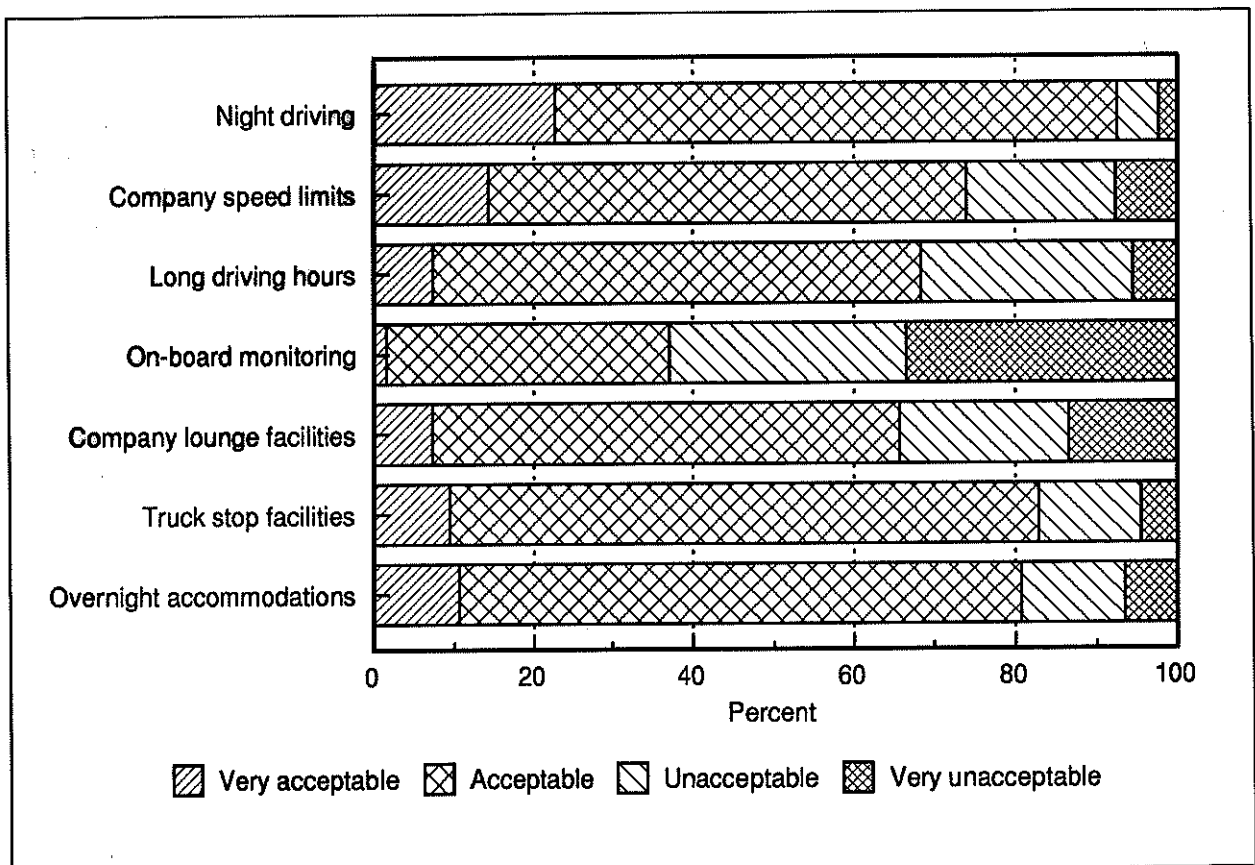 Night driving
Company speed limits
Long driving hours
On-board monitoring
Company lounge facilities
Truck stop facilities
Overnight accommodations
0 20 40 60 80 100
Percent
Very acceptable Acceptable Unacceptable Very unacceptable